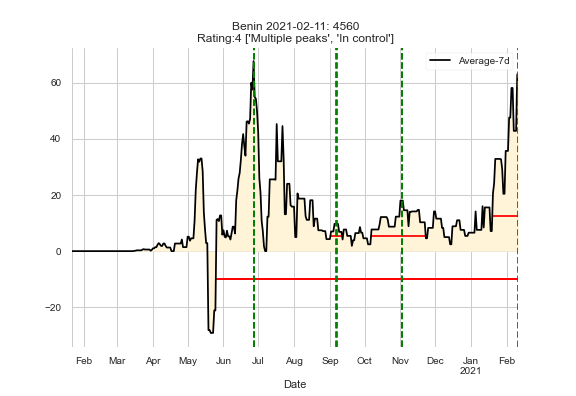 Benin 2021-02-11: 4560
Rating:4 ['Multiple peaks', 'In control']
Average-7d
60
40
20
0
−20
Feb Mar Apr May Jun Jul Aug Sep Oct Nov Dec Jan Feb
2021
Date